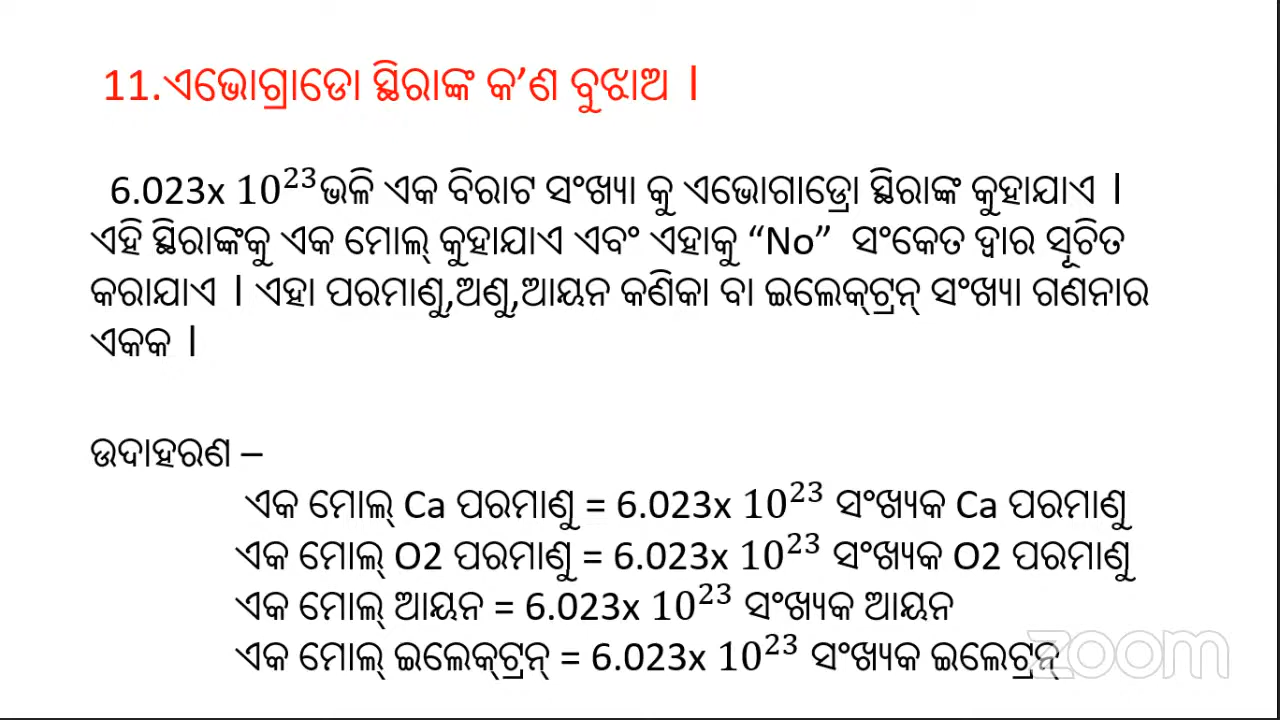 11.ଏଭୋଗ୍ରାଡୋ ସ୍ଥିରାଙ୍କ କ’ଣ ବୁଝାଅ |
6.023x 10²³ଭଳି ଏକ ବିରାଟ ସଂଖ୍ୟା କୁ ଏଭୋଗାଡ୍ରୋ ସ୍ଥିରାଙ୍କ କୁହାଯାଏ |
ଏହି ସ୍ଥିରାଙ୍କକୁ ଏକ ମୋଲ୍ କୁହାଯାଏ ଏବଂ ଏହାକୁ “No” ସଂକେତ ଦ୍ୱାର ସୂଚିତ
କରାଯାଏ | ଏହା ପରମାଣୁ,ଅଣୁ,ଆୟନ କଣିକା ବା ଇଲେକ୍‌ଟ୍ରନ୍ ସଂଖ୍ୟା ଗଣନାର
ଏକକ |
ଉଦାହରଣ –
ଏକ ମୋଲ୍ Ca ପରମାଣୁ = 6.023x 10²³ ସଂଖ୍ୟକ Ca ପରମାଣୁ
ଏକ ମୋଲ୍ O2 ପରମାଣୁ = 6.023x 10²³ ସଂଖ୍ୟକ O2 ପରମାଣୁ
ଏକ ମୋଲ୍ ଆୟନ = 6.023x 10²³ ସଂଖ୍ୟକ ଆୟନ
ଏକ ମୋଲ୍ ଇଲେକ୍‌ଟ୍ରନ୍ = 6.023x 10²³ ସଂଖ୍ୟକ ଇଲେଟ୍ରନ୍
zoom